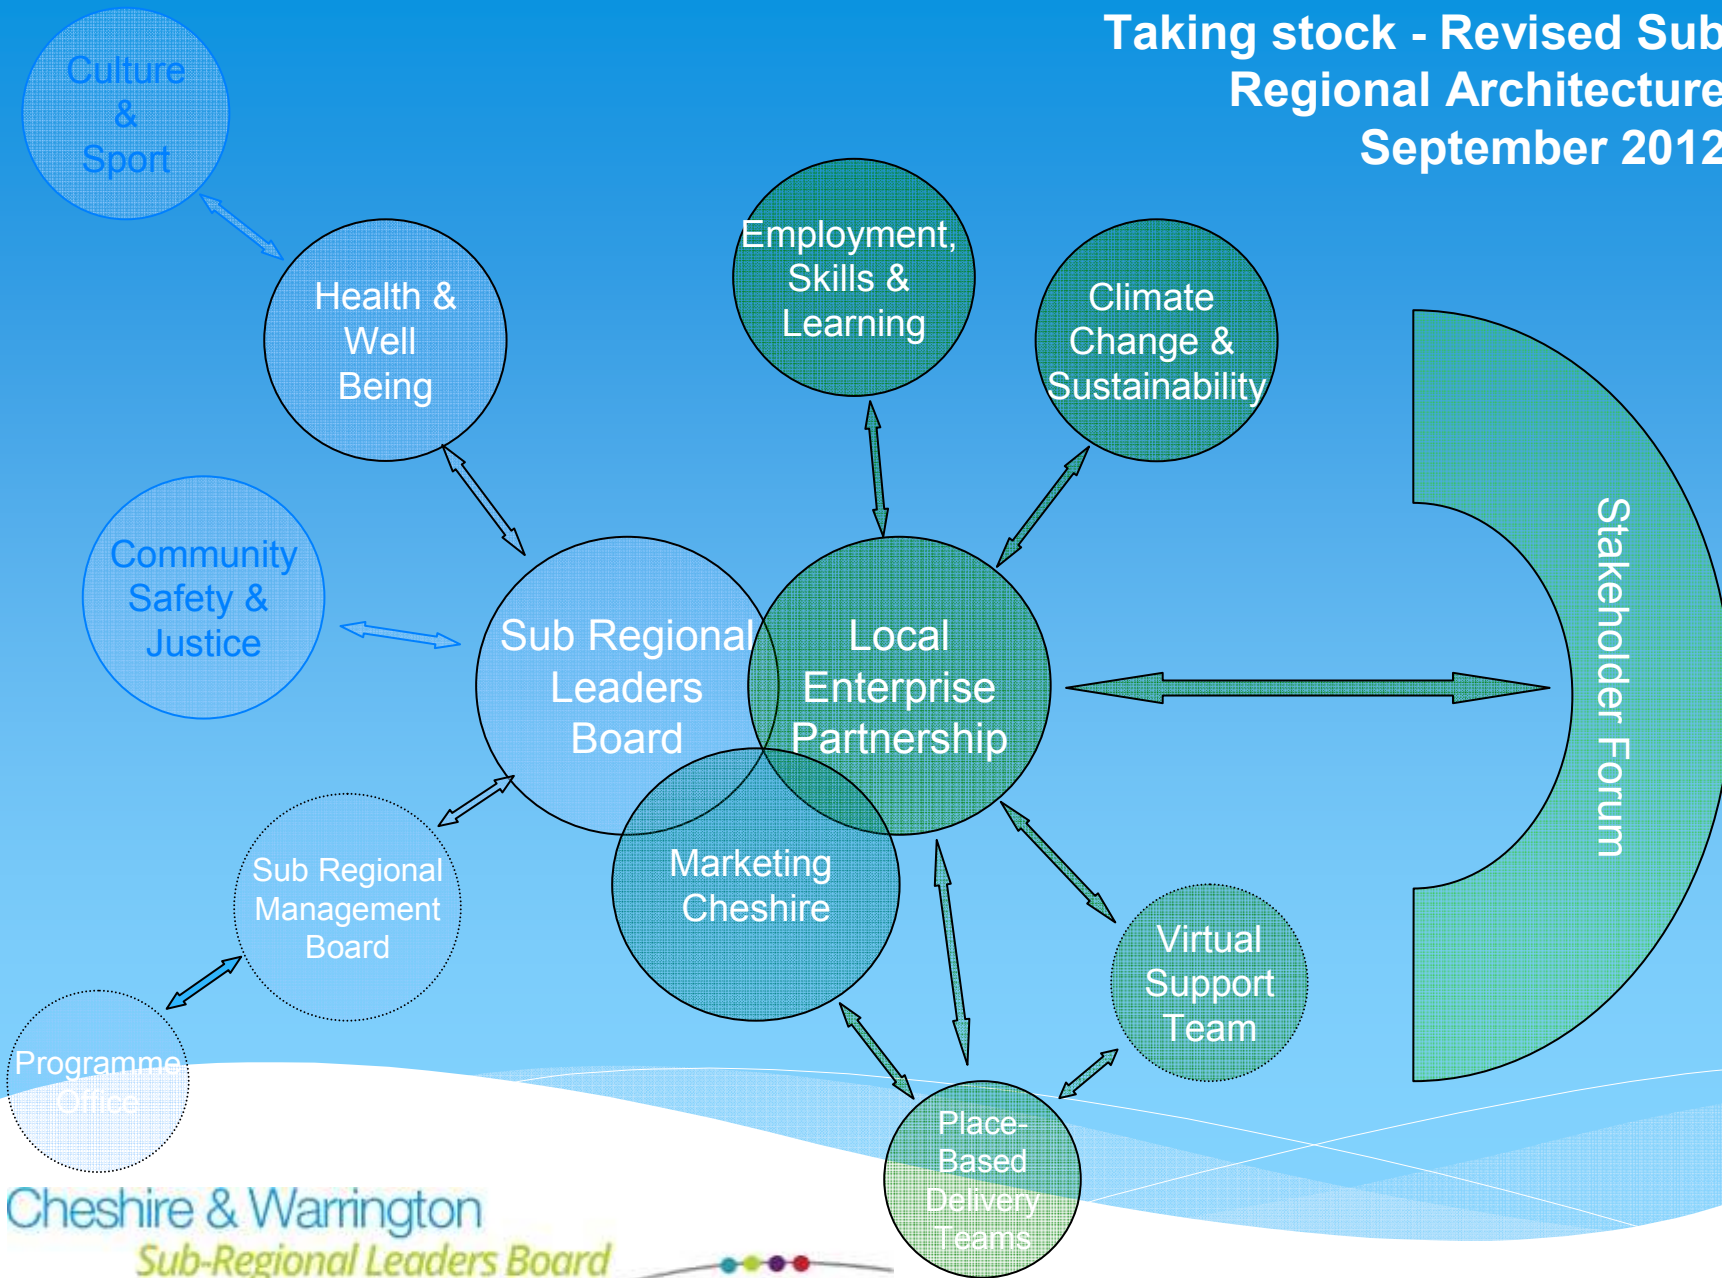 Taking stock - Revised Sub
Regional Architecture
September 2012
Culture
&
Sport
Health &
Well
Being
Employment,
Skills &
Learning
Climate
Change &
Sustainability
Community
Safety &
Justice
Sub Regional
Leaders
Board
Local
Enterprise
Partnership
Stakeholder Forum
Marketing
Cheshire
Sub Regional
Management
Board
Virtual
Support
Team
Programme
Office
Place-
Based
Delivery
Teams
Cheshire & Warrington
Sub-Regional Leaders Board